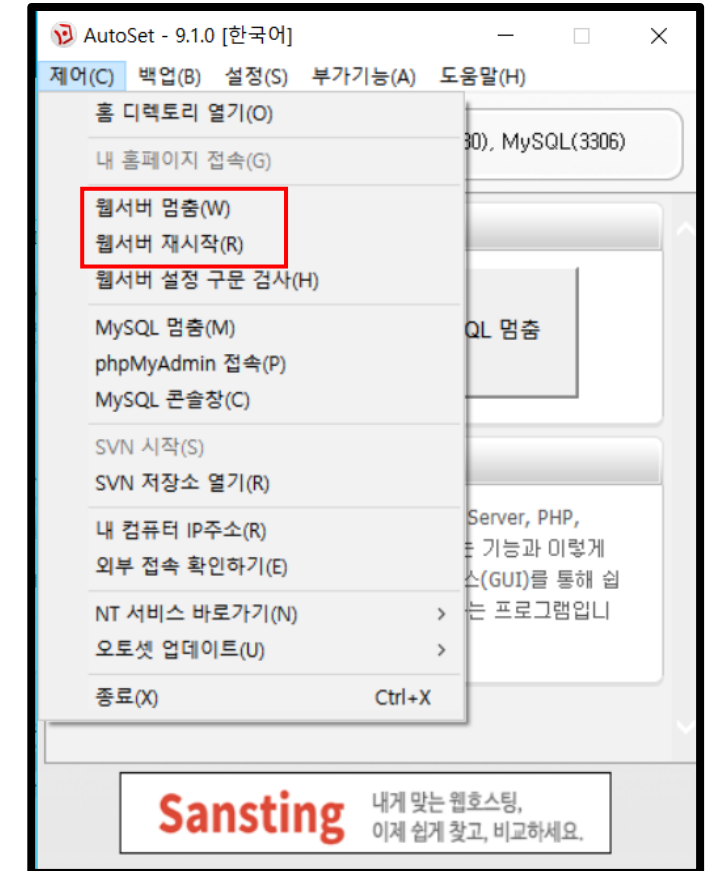 AutoSet - 9.1.0 [한국어]
제어(C) 백업(B) 설정(S) 부가기능(A) 도움말(H)
홈 디렉토리 열기(O)
내 홈페이지 접속(G)
웹서버 멈춤(W)
웹서버 재시작(R)
웹서버 설정 구문 검사(H)
MySQL 멈춤(M)
phpMyAdmin 접속(P)
MySQL 콘솔창(C)
SVN 시작(S)
SVN 저장소 열기(R)
내 컴퓨터 IP주소(R)
외부 접속 확인하기(E)
NT 서비스 바로가기(N)
오토셋 업데이트(U)
종료(X) Ctrl+X
80), MySQL(3306)
QL 멈춤
Server, PHP,
기능과 이렇게
스(GUI)를 통해 쉽
는 프로그램입니
Sansting
내게 맞는 웹호스팅,
이제 쉽게 찾고, 비교하세요.